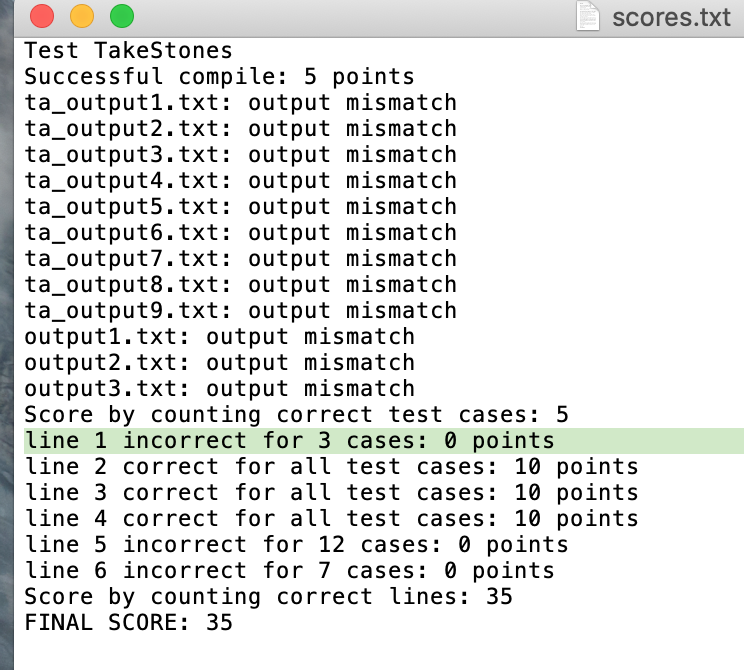 scores.txt
Test TakeStones
Successful compile: 5 points
ta_output1.txt: output mismatch
ta_output2.txt: output mismatch
ta_output3.txt: output mismatch
ta_output4.txt: output mismatch
ta_output5.txt: output mismatch
ta_output6.txt: output mismatch
ta_output7.txt: output mismatch
ta_output8.txt: output mismatch
ta_output9.txt: output mismatch
output1.txt: output mismatch
output2.txt: output mismatch
output3.txt: output mismatch
Score by counting correct test cases: 5
line 1 incorrect for 3 cases: 0 points
line 2 correct for all test cases: 10 points
line 3 correct for all test cases: 10 points
line 4 correct for all test cases: 10 points
line 5 incorrect for 12 cases: 0 points
line 6 incorrect for 7 cases: 0 points
Score by counting correct lines: 35
FINAL SCORE: 35